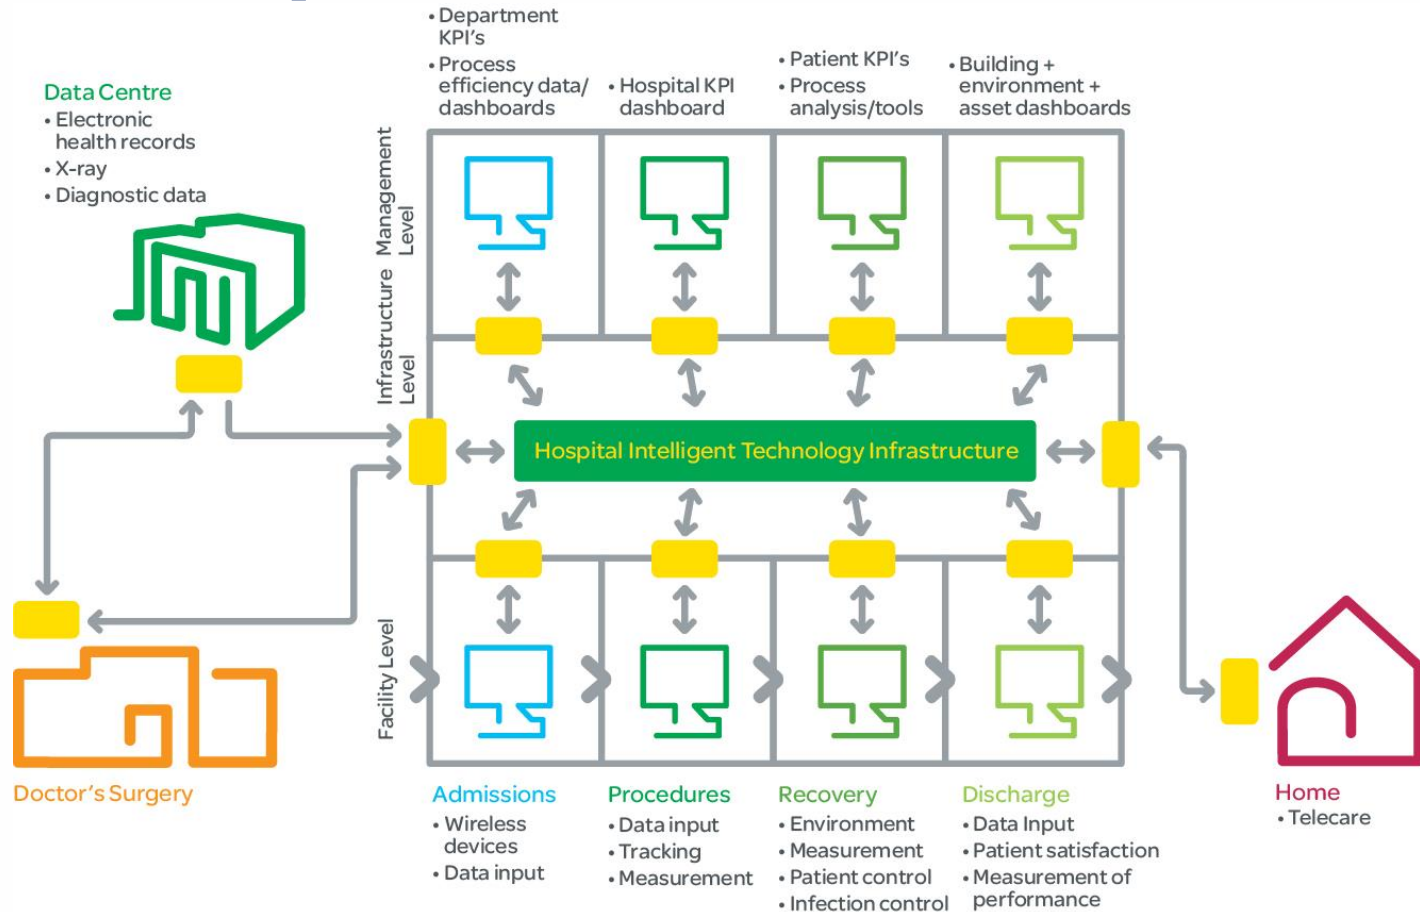 • Department
KPI's
• Process
efficiency data/
dashboards
• Hospital KPI
dashboard
• Patient KPI's
• Process
analysis/tools
• Building +
environment +
asset dashboards
Data Centre
• Electronic
health records
• X-ray
• Diagnostic data
Management
Level
Infrastructure
Level
Hospital Intelligent Technology Infrastructure
Facility Level
Doctor's Surgery
Admissions
• Wireless
devices
• Data input
Procedures
• Data input
• Tracking
• Measurement
Recovery
• Environment
• Measurement
• Patient control
• Infection control
Discharge
• Data Input
• Patient satisfaction
• Measurement of
performance
Home
• Telecare